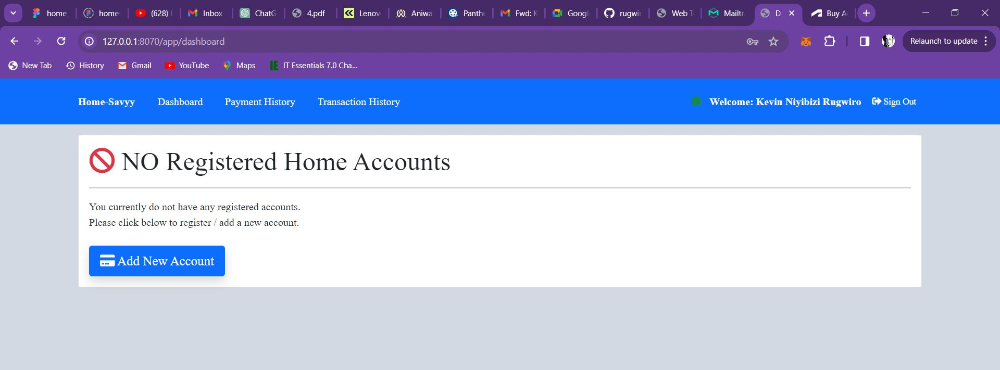 home_
home-
(628)
Inbox
ChatG
4.pdf
Lenov
Aniwa
Panthe
Fwd: K
Googl
rugwir
Web T
Mailtr
D
Buy A
127.0.0.1:8070/app/dashboard
Relaunch to update
New Tab
History
Gmail
YouTube
Maps
IT Essentials 7.0 Cha...
Home-Savyy
Dashboard
Payment History
Transaction History
Welcome: Kevin Niyibizi Rugwiro
Sign Out
NO Registered Home Accounts
You currently do not have any registered accounts.
Please click below to register / add a new account.
Add New Account